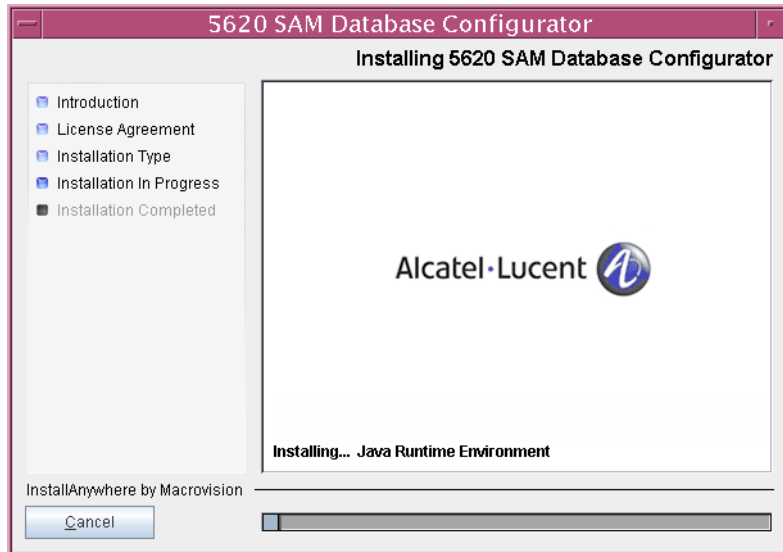 5620 SAM Database Configurator
Installing 5620 SAM Database Configurator
Introduction
License Agreement
Installation Type
Installation In Progress
Installation Completed
Alcatel·Lucent
Installing... Java Runtime Environment
InstallAnywhere by Macrovision
Cancel